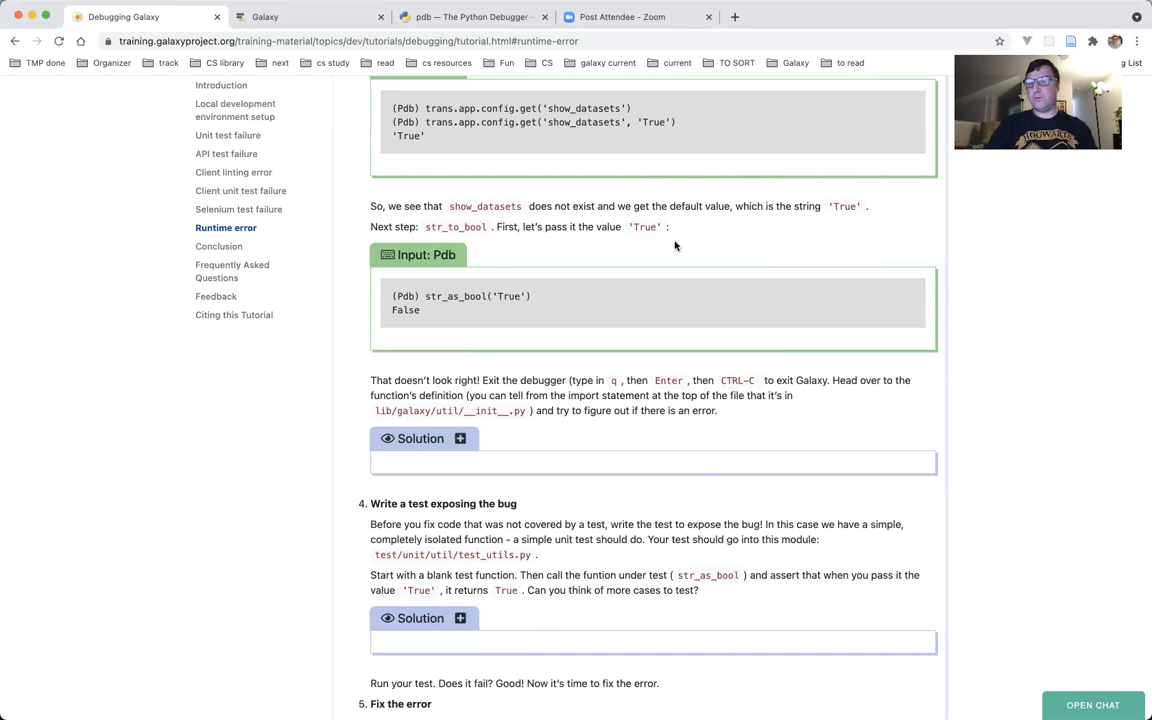 Debugging Galaxy
Galaxy
pdb — The Python Debugger -
Post Attendee - Zoom
training.galaxyproject.org/training-material/topics/dev/tutorials/debugging/tutorial.html#runtime-error
TMP done
Organizer
track
CS library
next
cs study
read
cs resources
Fun
CS
galaxy current
current
TO SORT
Galaxy
to read
g List
Introduction
Local development
environment setup
Unit test failure
API test failure
Client linting error
Client unit test failure
Selenium test failure
Runtime error
Conclusion
Frequently Asked
Questions
Feedback
Citing this Tutorial
(Pdb) trans.app.config.get('show_datasets')
(Pdb) trans.app.config.get('show_datasets', 'True')
'True'
So, we see that show_datasets does not exist and we get the default value, which is the string 'True' .
Next step: str_to_bool . First, let's pass it the value 'True' :
Input: Pdb
(Pdb) str_as_bool('True')
False
That doesn't look right! Exit the debugger (type in q , then Enter , then CTRL-C to exit Galaxy. Head over to the
function's definition (you can tell from the import statement at the top of the file that it's in
lib/galaxy/util/__init__.py ) and try to figure out if there is an error.
Solution
4. Write a test exposing the bug
Before you fix code that was not covered by a test, write the test to expose the bug! In this case we have a simple,
completely isolated function - a simple unit test should do. Your test should go into this module:
test/unit/util/test_utils.py .
Start with a blank test function. Then call the funtion under test ( str_as_bool ) and assert that when you pass it the
value 'True' , it returns True . Can you think of more cases to test?
Solution
Run your test. Does it fail? Good! Now it's time to fix the error.
5. Fix the error
HOGWARTS
OPEN CHAT